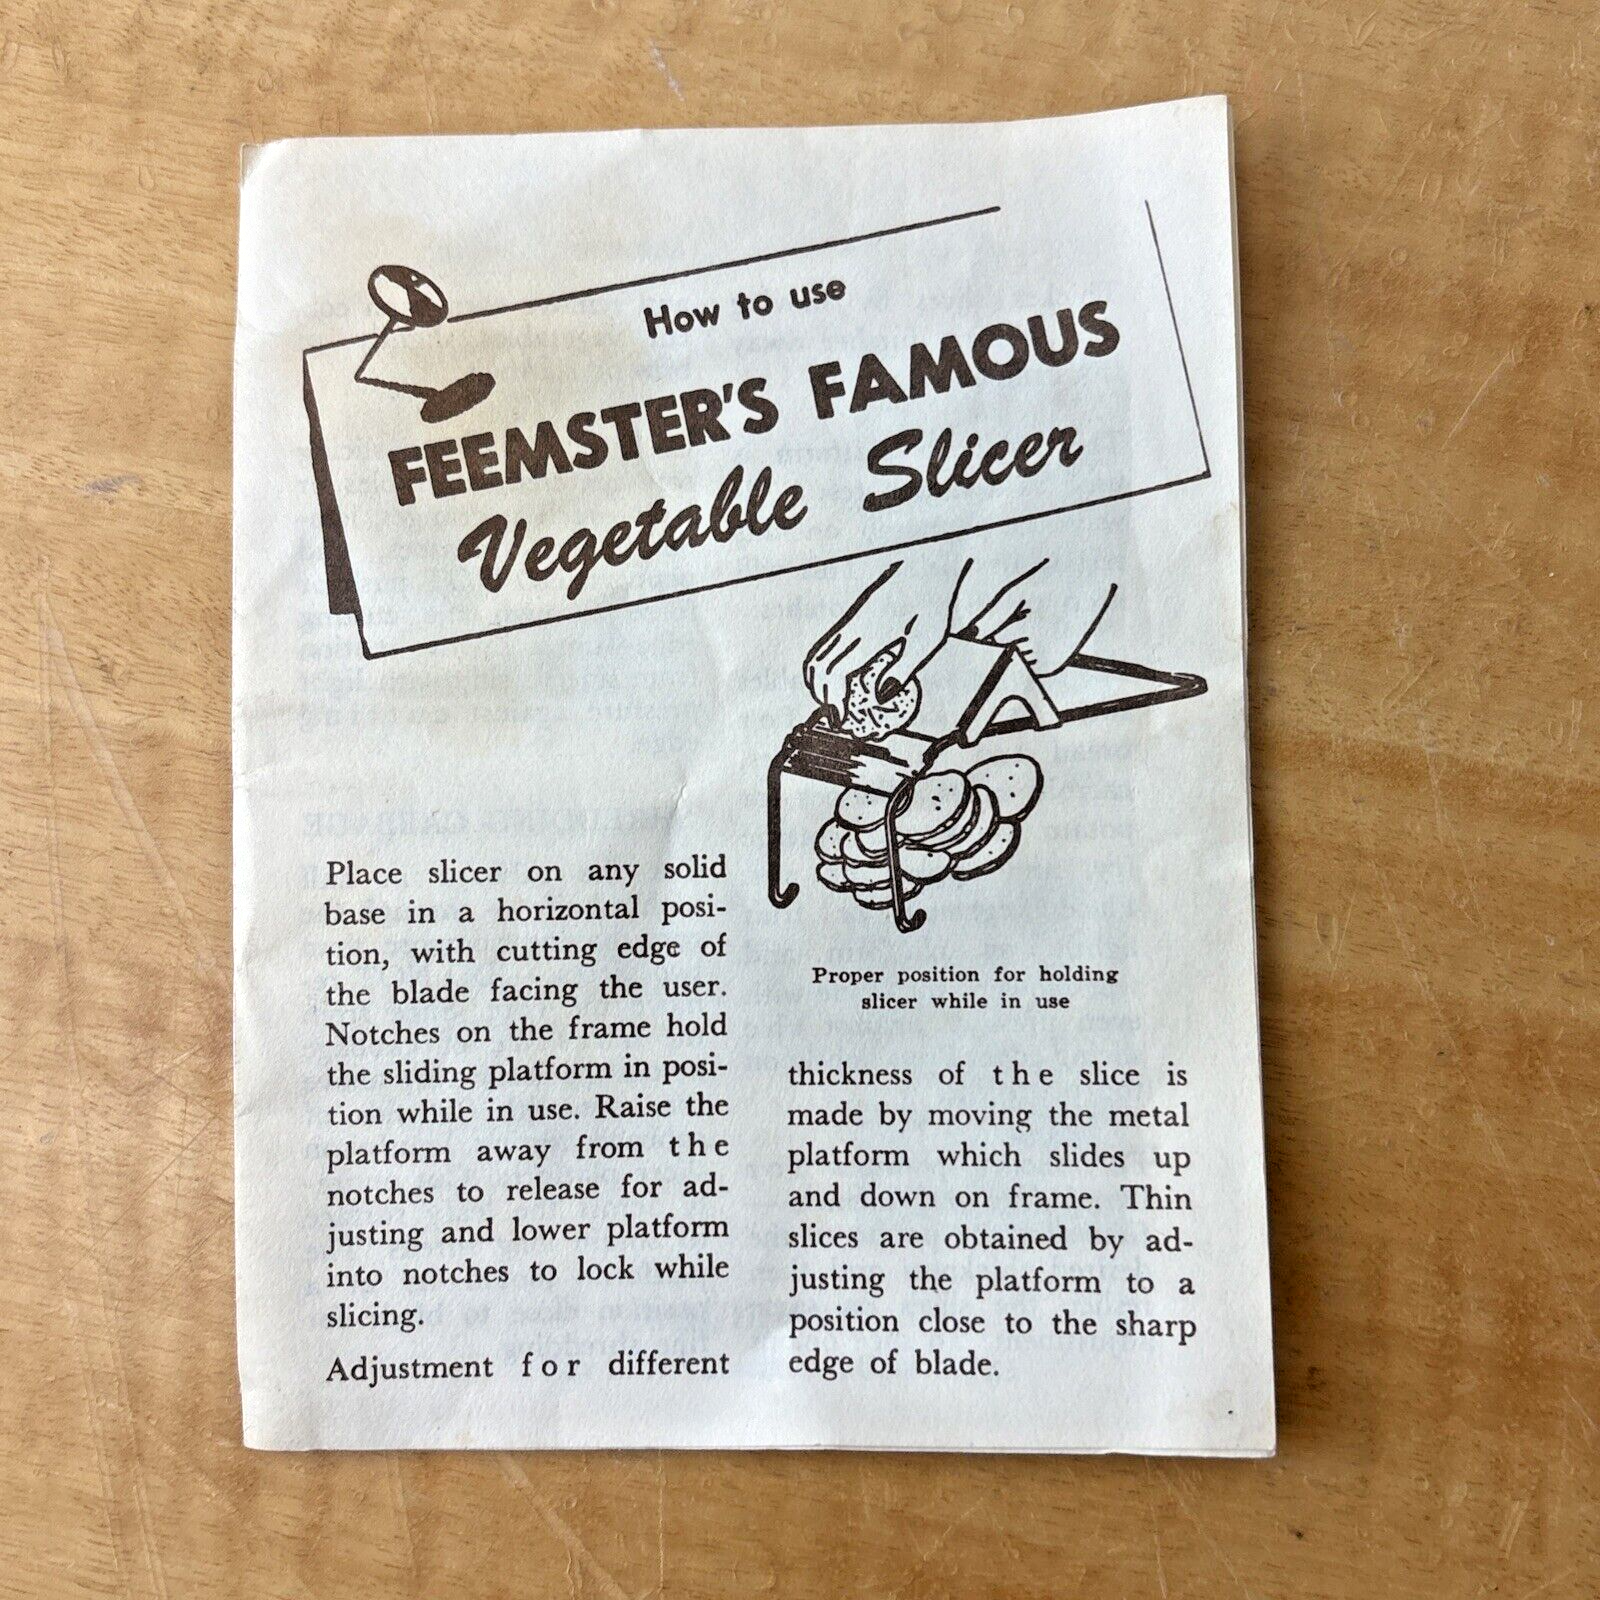 How to use
FEEMSTER'S FAMOUS
Vegetable Slicer
Place slicer on any solid
base in a horizontal posi-
tion, with cutting edge of
the blade facing the user.
Notches on the frame hold
the sliding platform in posi-
tion while in use. Raise the
platform away from the
notches to release for ad-
justing and lower platform
into notches to lock while
slicing.
Adjustment for different
Proper position for holding
slicer while in use
thickness of the slice is
made by moving the metal
platform which slides up
and down on frame. Thin
slices are obtained by ad-
justing the platform to a
position close to the sharp
edge of blade.